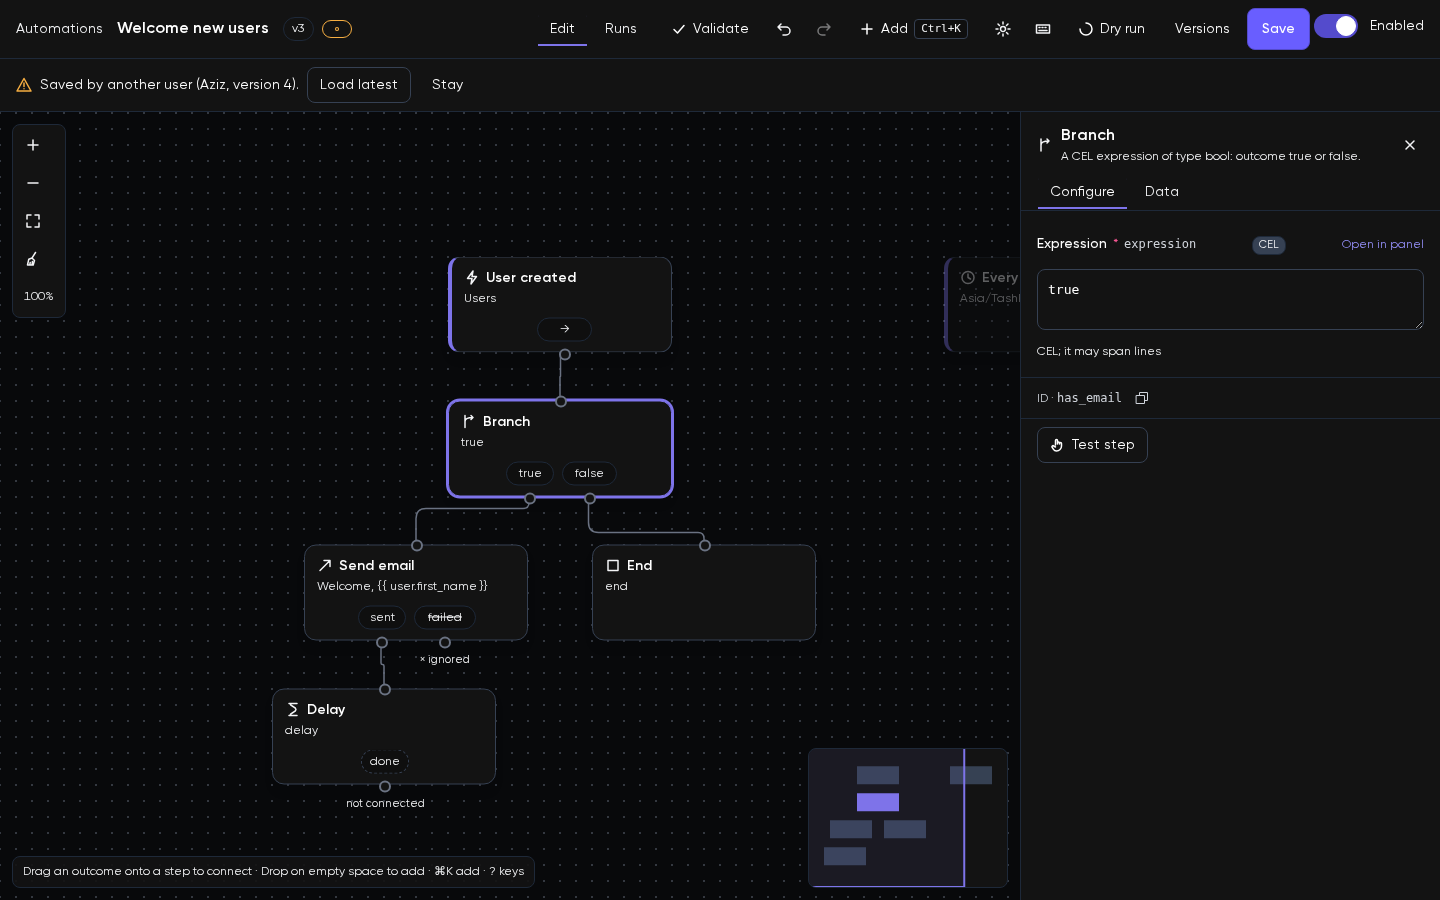 Automations Welcome new users v3 Edit Runs Validate Add Ctrl+K Dry run Versions Save Enabled
Saved by another user (Aziz, version 4). Load latest Stay
100%
User created
Users
→
Every
Branch
true
true false
Send email
Welcome, {{ user.first_name }}
sent failed
× ignored
End
end
Delay
delay
done
not connected
Drag an outcome onto a step to connect · Drop on empty space to add · ⌘K add · ? keys
Branch
A CEL expression of type bool: outcome true or false.
Configure Data
Expression * expression CEL Open in panel
true
CEL; it may span lines
ID · has_email
Test step